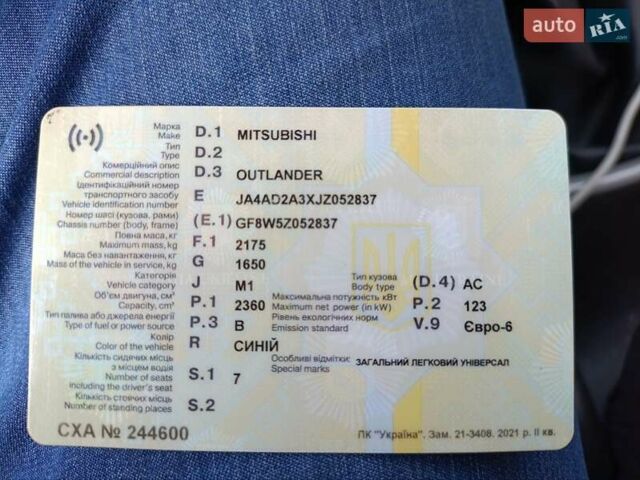 auto RIA .com
Марка D.1 MITSUBISHI
Make
Тип D.2
Type
Комерційний опис D.3 OUTLANDER
Commercial description
Ідентифікаційний номер
транспортного засобу E JA4AD2A3XJZ052837
Vehicle identification number
Номер шасі (кузова, рами) (E.1) GF8W5Z052837
Chassis number (body, frame)
Повна маса, кг F.1 2175
Maximum mass, kg
Маса без навантаження, кг G 1650
Mass of the vehicle in service, kg
Категорія J M1 Тип кузова (D.4) AC
Vehicle category Body type
Об'єм двигуна, см³ P.1 2360 Максимальна потужність кВт P.2 123
Capacity, cm³ Maximum net power (in kW)
Тип палива або джерела енергії P.3 B Рівень екологічних норм V.9 Євро-6
Type of fuel or power source Emission standard
Колір R СИНІЙ
Color of the vehicle Особливі відмітки: ЗАГАЛЬНИЙ ЛЕГКОВИЙ УНІВЕРСАЛ
Кількість сидячих місць Special marks
з місцем водія S.1 7
Number of seats
including the driver's seat
Кількість стоячих місць S.2
Number of standing places
СХА № 244600 ПК "Україна". Зам. 21-3408. 2021 р. II кв.